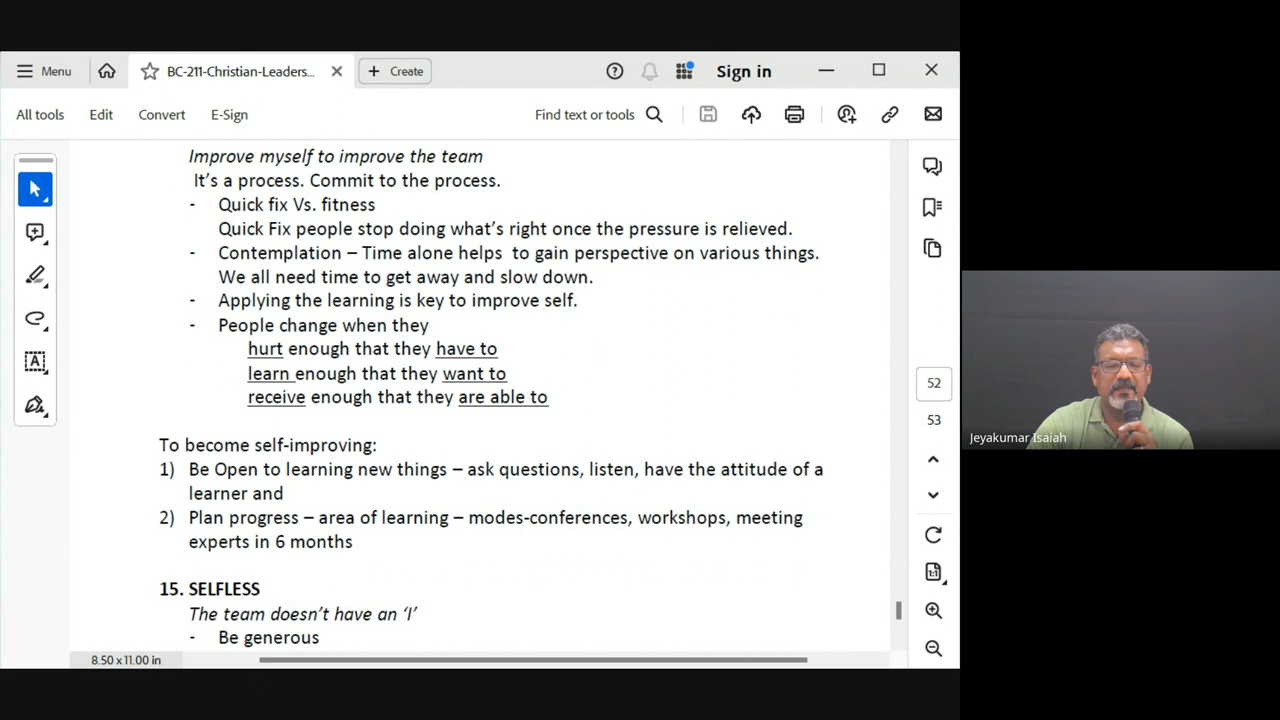 Menu
BC-211-Christian-Leaders...
Create
Sign in
All tools
Edit
Convert
E-Sign
Find text or tools
Improve myself to improve the team
It’s a process. Commit to the process.
- Quick fix Vs. fitness
Quick Fix people stop doing what’s right once the pressure is relieved.
- Contemplation – Time alone helps to gain perspective on various things.
We all need time to get away and slow down.
- Applying the learning is key to improve self.
- People change when they
hurt enough that they have to
learn enough that they want to
receive enough that they are able to
To become self-improving:
1) Be Open to learning new things – ask questions, listen, have the attitude of a
learner and
2) Plan progress – area of learning – modes-conferences, workshops, meeting
experts in 6 months
15. SELFLESS
The team doesn’t have an ‘I’
- Be generous
8.50 x 11.00 in
52
53
1:1
Jeyakumar Isaiah